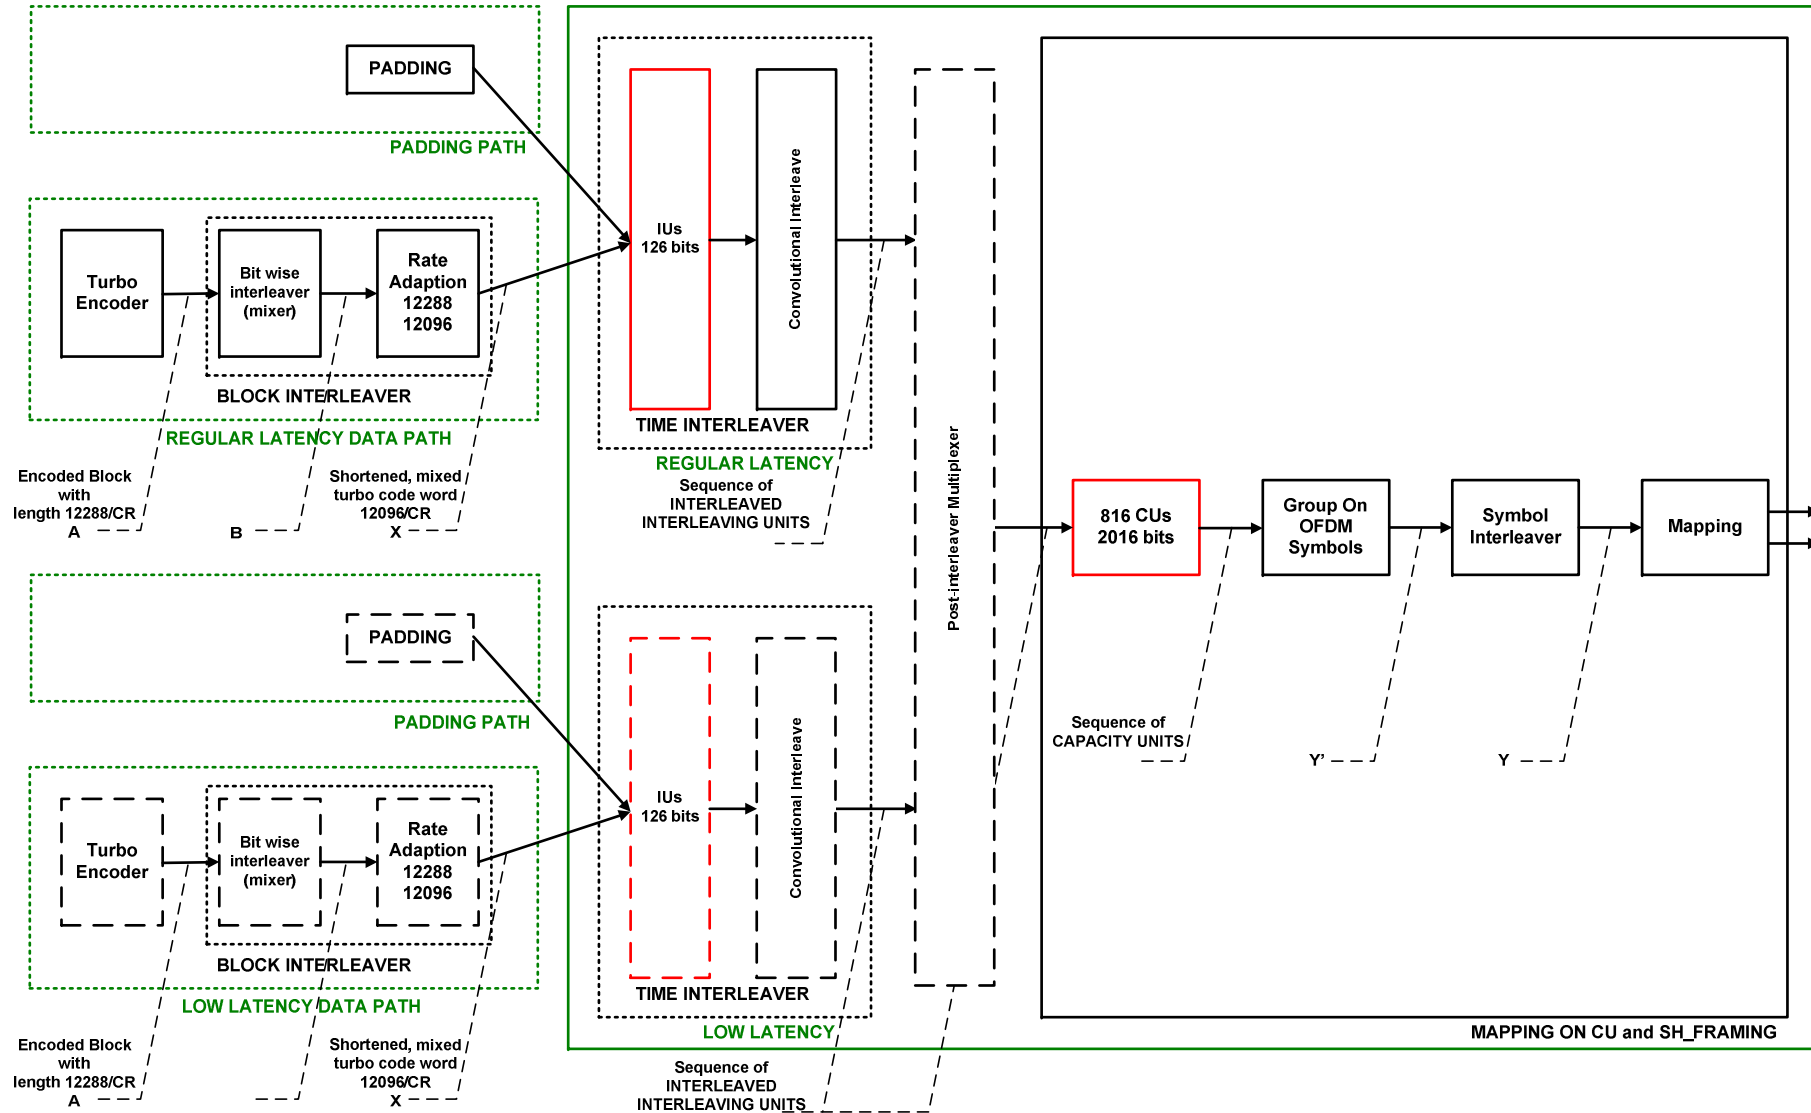 PADDING
PADDING PATH
Turbo
Encoder
Bit wise
interleaver
(mixer)
Rate
Adaption
12288
12096
BLOCK INTERLEAVER
REGULAR LATENCY DATA PATH
Encoded Block
with
length 12288/CR
A
B
Shortened, mixed
turbo code word
12096/CR
X
IUs
126 bits
Convolutional Interleave
TIME INTERLEAVER
REGULAR LATENCY
Sequence of
INTERLEAVED
INTERLEAVING UNITS
Post-interleaver Multiplexer
816 CUs
2016 bits
Group On
OFDM
Symbols
Symbol
Interleaver
Mapping
Sequence of
CAPACITY UNITS
Y’
Y
MAPPING ON CU and SH_FRAMING
PADDING
PADDING PATH
Turbo
Encoder
Bit wise
interleaver
(mixer)
Rate
Adaption
12288
12096
BLOCK INTERLEAVER
LOW LATENCY DATA PATH
Encoded Block
with
length 12288/CR
A
Shortened, mixed
turbo code word
12096/CR
X
IUs
126 bits
Convolutional Interleave
TIME INTERLEAVER
LOW LATENCY
Sequence of
INTERLEAVED
INTERLEAVING UNITS